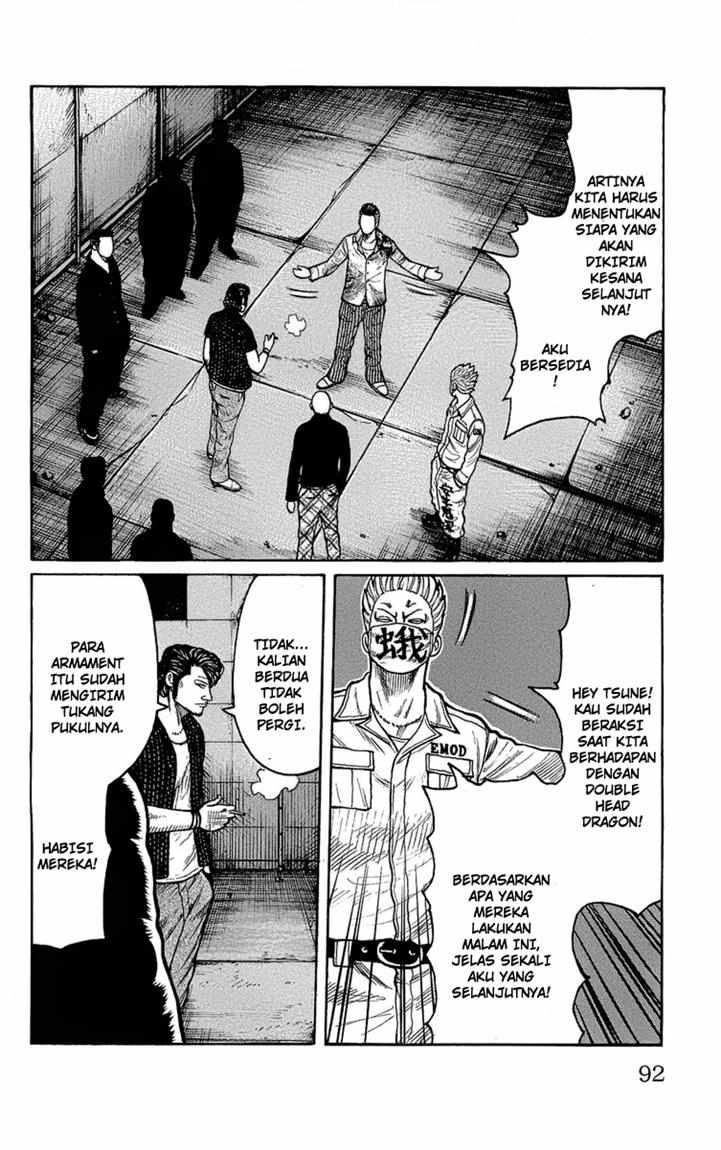 ARTINYA
KITA HARUS
MENENTUKAN
SIAPA YANG
AKAN
DIKIRIM
KESANA
SELANJUT
NYA!
AKU
BERSEDIA
!
HEY TSUNE!
KAU SUDAH
BERAKSI
SAAT KITA
BERHADAPAN
DENGAN
DOUBLE
HEAD
DRAGON!
蛾
EMOD
BERDASARKAN
APA YANG
MEREKA
LAKUKAN
MALAM INI,
JELAS SEKALI
AKU YANG
SELANJUTNYA!
TIDAK...
KALIAN
BERDUA
TIDAK
BOLEH
PERGI.
PARA
ARMAMENT
ITU SUDAH
MENGIRIM
TUKANG
PUKULNYA.
HABISI
MEREKA!
92